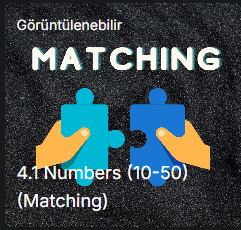 Görüntülenebilir
MATCHING
4.1 Numbers (10-50)
(Matching)